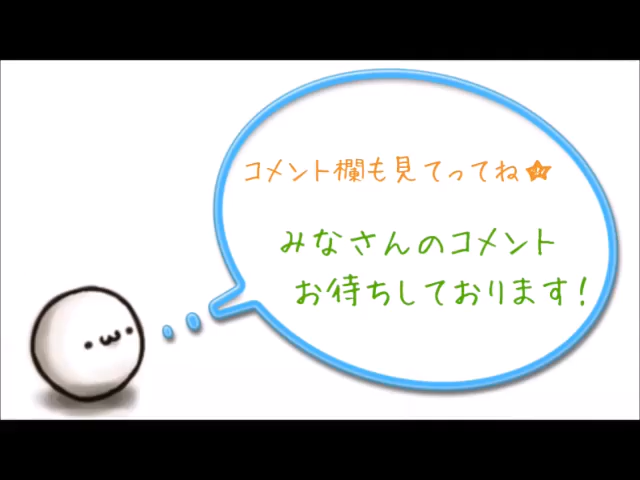 コメント欄も見てってね★
みなさんのコメント
お待ちしております!